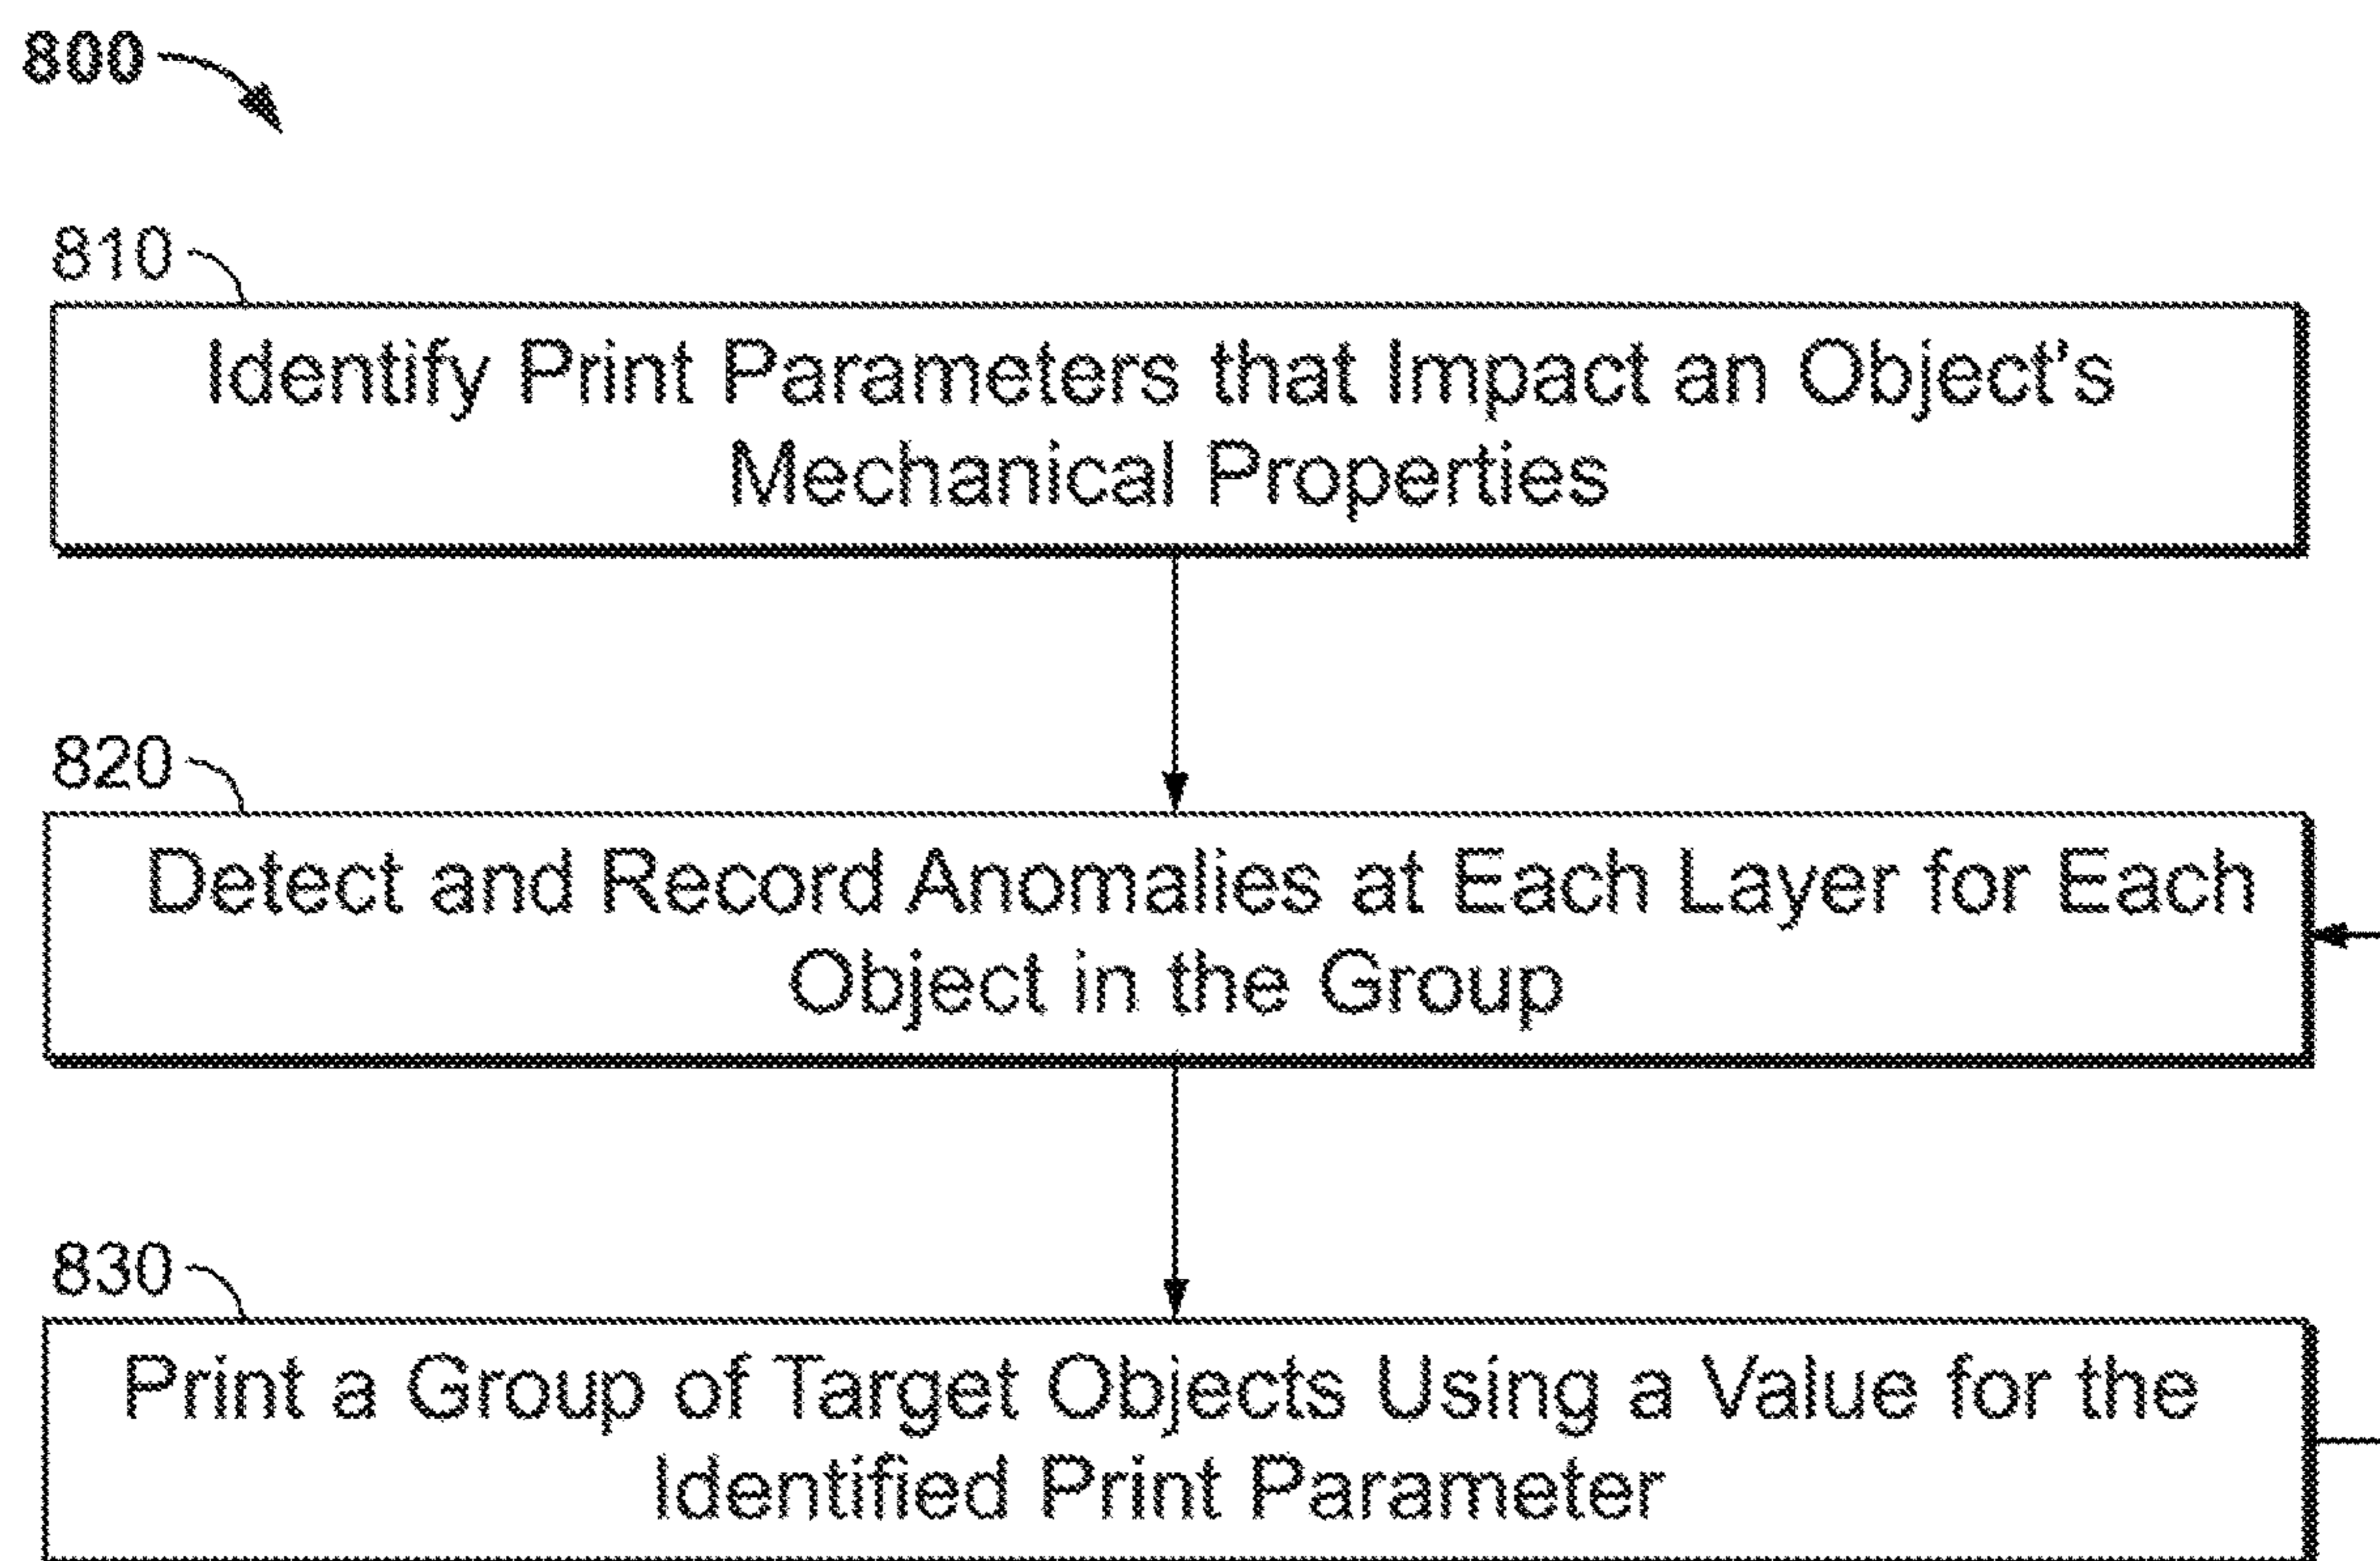 800
810
Identify Print Parameters that Impact an Object's
Mechanical Properties
820
Detect and Record Anomalies at Each Layer for Each
Object in the Group
830
Print a Group of Target Objects Using a Value for the
Identified Print Parameter